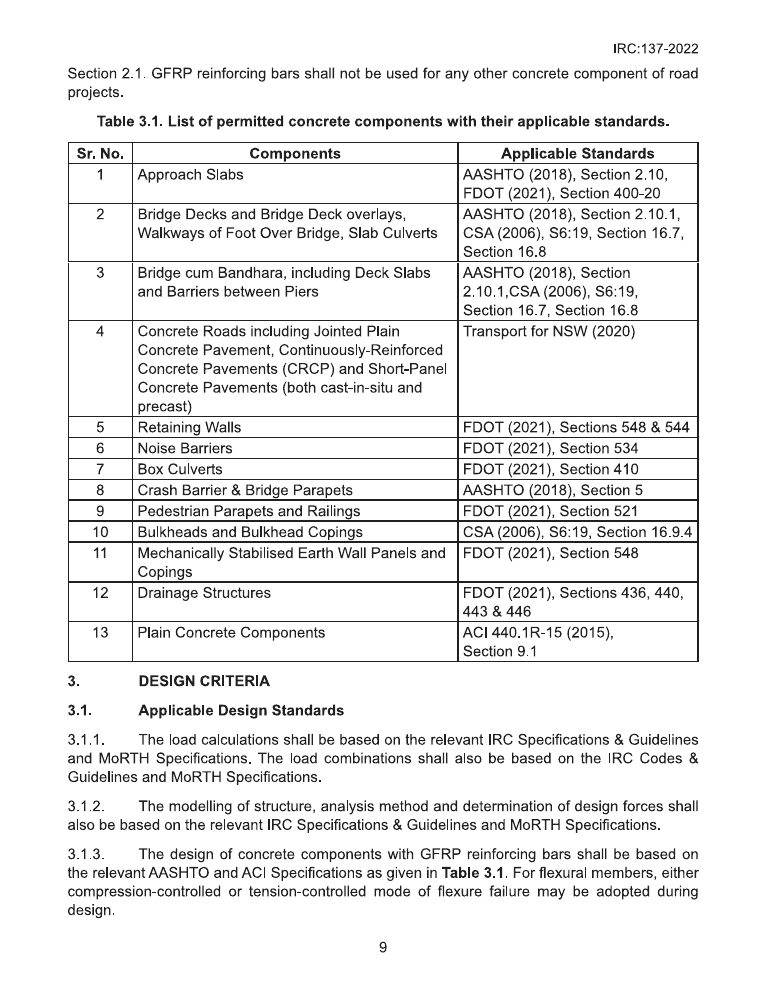 IRC:137-2022
Section 2.1. GFRP reinforcing bars shall not be used for any other concrete component of road
projects.
Table 3.1. List of permitted concrete components with their applicable standards.
Sr. No. Components Applicable Standards
1 Approach Slabs AASHTO (2018), Section 2.10,
FDOT (2021), Section 400-20
2 Bridge Decks and Bridge Deck overlays, AASHTO (2018), Section 2.10.1,
Walkways of Foot Over Bridge, Slab Culverts CSA (2006), S6:19, Section 16.7,
Section 16.8
3 Bridge cum Bandhara, including Deck Slabs AASHTO (2018), Section
and Barriers between Piers 2.10.1,CSA (2006), S6:19,
Section 16.7, Section 16.8
4 Concrete Roads including Jointed Plain Transport for NSW (2020)
Concrete Pavement, Continuously-Reinforced
Concrete Pavements (CRCP) and Short-Panel
Concrete Pavements (both cast-in-situ and
precast)
5 Retaining Walls FDOT (2021), Sections 548 & 544
6 Noise Barriers FDOT (2021), Section 534
7 Box Culverts FDOT (2021), Section 410
8 Crash Barrier & Bridge Parapets AASHTO (2018), Section 5
9 Pedestrian Parapets and Railings FDOT (2021), Section 521
10 Bulkheads and Bulkhead Copings CSA (2006), S6:19, Section 16.9.4
11 Mechanically Stabilised Earth Wall Panels and FDOT (2021), Section 548
Copings
12 Drainage Structures FDOT (2021), Sections 436, 440,
443 & 446
13 Plain Concrete Components ACI 440.1R-15 (2015),
Section 9.1
3. DESIGN CRITERIA
3.1. Applicable Design Standards
3.1.1. The load calculations shall be based on the relevant IRC Specifications & Guidelines
and MoRTH Specifications. The load combinations shall also be based on the IRC Codes &
Guidelines and MoRTH Specifications.
3.1.2. The modelling of structure, analysis method and determination of design forces shall
also be based on the relevant IRC Specifications & Guidelines and MoRTH Specifications.
3.1.3. The design of concrete components with GFRP reinforcing bars shall be based on
the relevant AASHTO and ACI Specifications as given in Table 3.1. For flexural members, either
compression-controlled or tension-controlled mode of flexure failure may be adopted during
design.
9